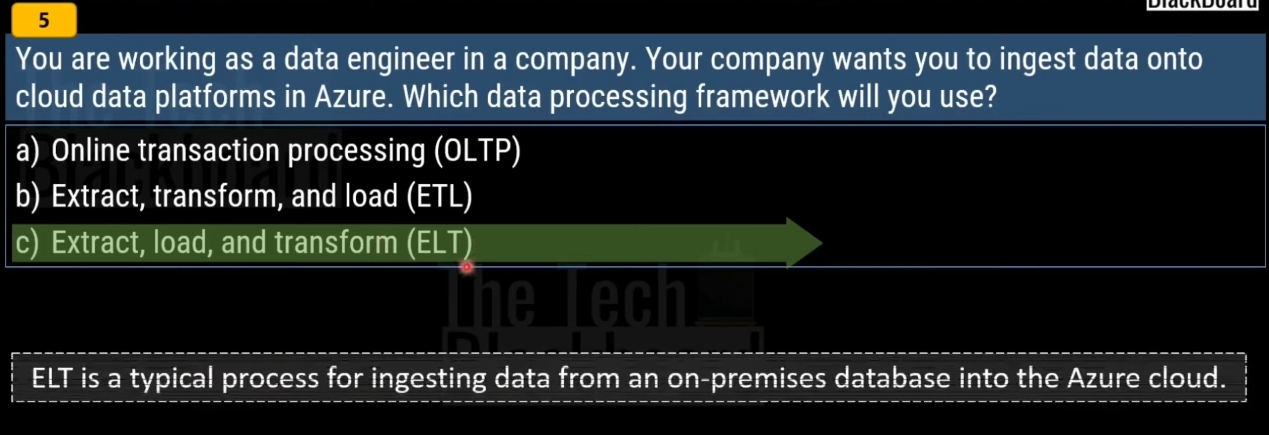 BlackBoard
5
You are working as a data engineer in a company. Your company wants you to ingest data onto
cloud data platforms in Azure. Which data processing framework will you use?
a) Online transaction processing (OLTP)
b) Extract, transform, and load (ETL)
c) Extract, load, and transform (ELT)
The Tech
Blackboard
ELT is a typical process for ingesting data from an on-premises database into the Azure cloud.